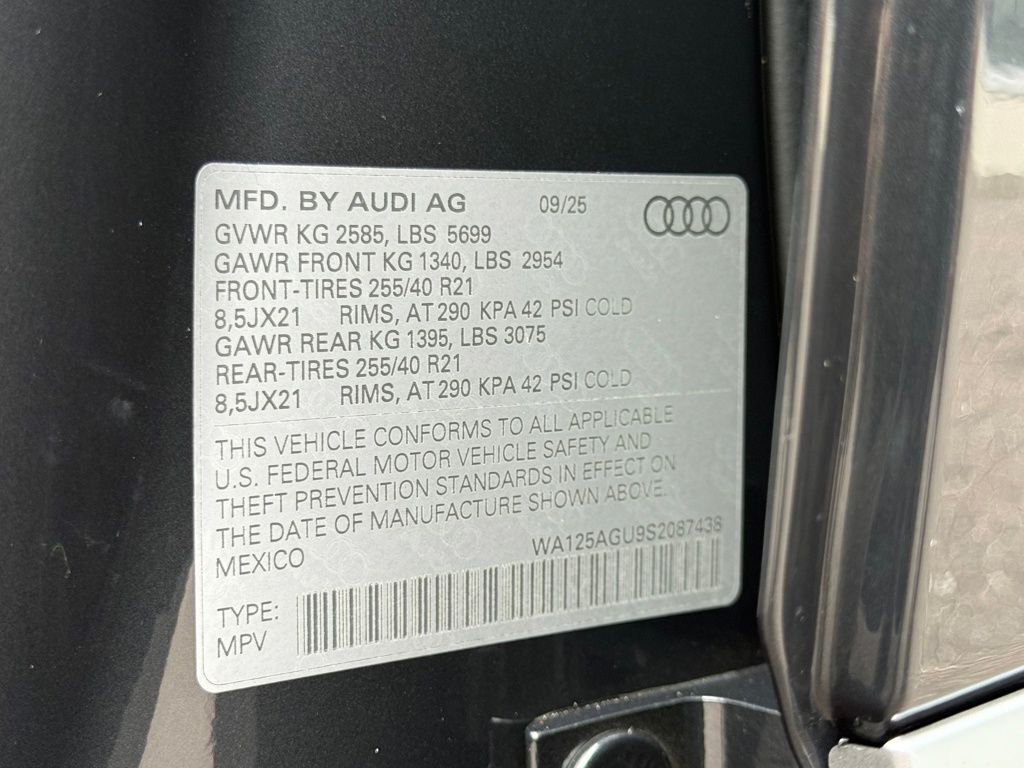 MFD. BY AUDI AG 09/25
GVWR KG 2585, LBS 5699
GAWR FRONT KG 1340, LBS 2954
FRONT-TIRES 255/40 R21
8,5JX21 RIMS, AT 290 KPA 42 PSI COLD
GAWR REAR KG 1395, LBS 3075
REAR-TIRES 255/40 R21
8,5JX21 RIMS, AT 290 KPA 42 PSI COLD
THIS VEHICLE CONFORMS TO ALL APPLICABLE
U.S. FEDERAL MOTOR VEHICLE SAFETY AND
THEFT PREVENTION STANDARDS IN EFFECT ON
THE DATE OF MANUFACTURE SHOWN ABOVE.
MEXICO WA125AGU9S2087438
TYPE:
MPV